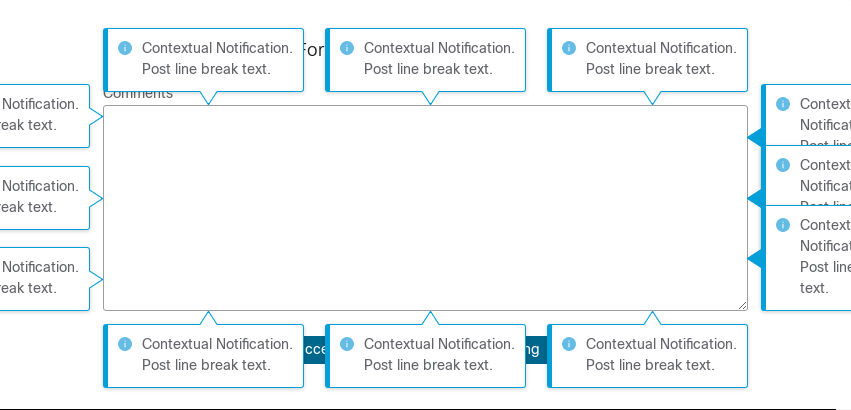 For
Contextual Notification.
Post line break text.
Contextual Notification.
Post line break text.
Contextual Notification.
Post line break text.
Comments
Notification.
eak text.
Notification.
eak text.
Notification.
eak text.
Context
Notificat
Post line
Context
Notificat
Post line
Context
Notificat
Post line
text.
Contextual Notification.
Post line break text.
cce
Contextual Notification.
Post line break text.
ng
Contextual Notification.
Post line break text.